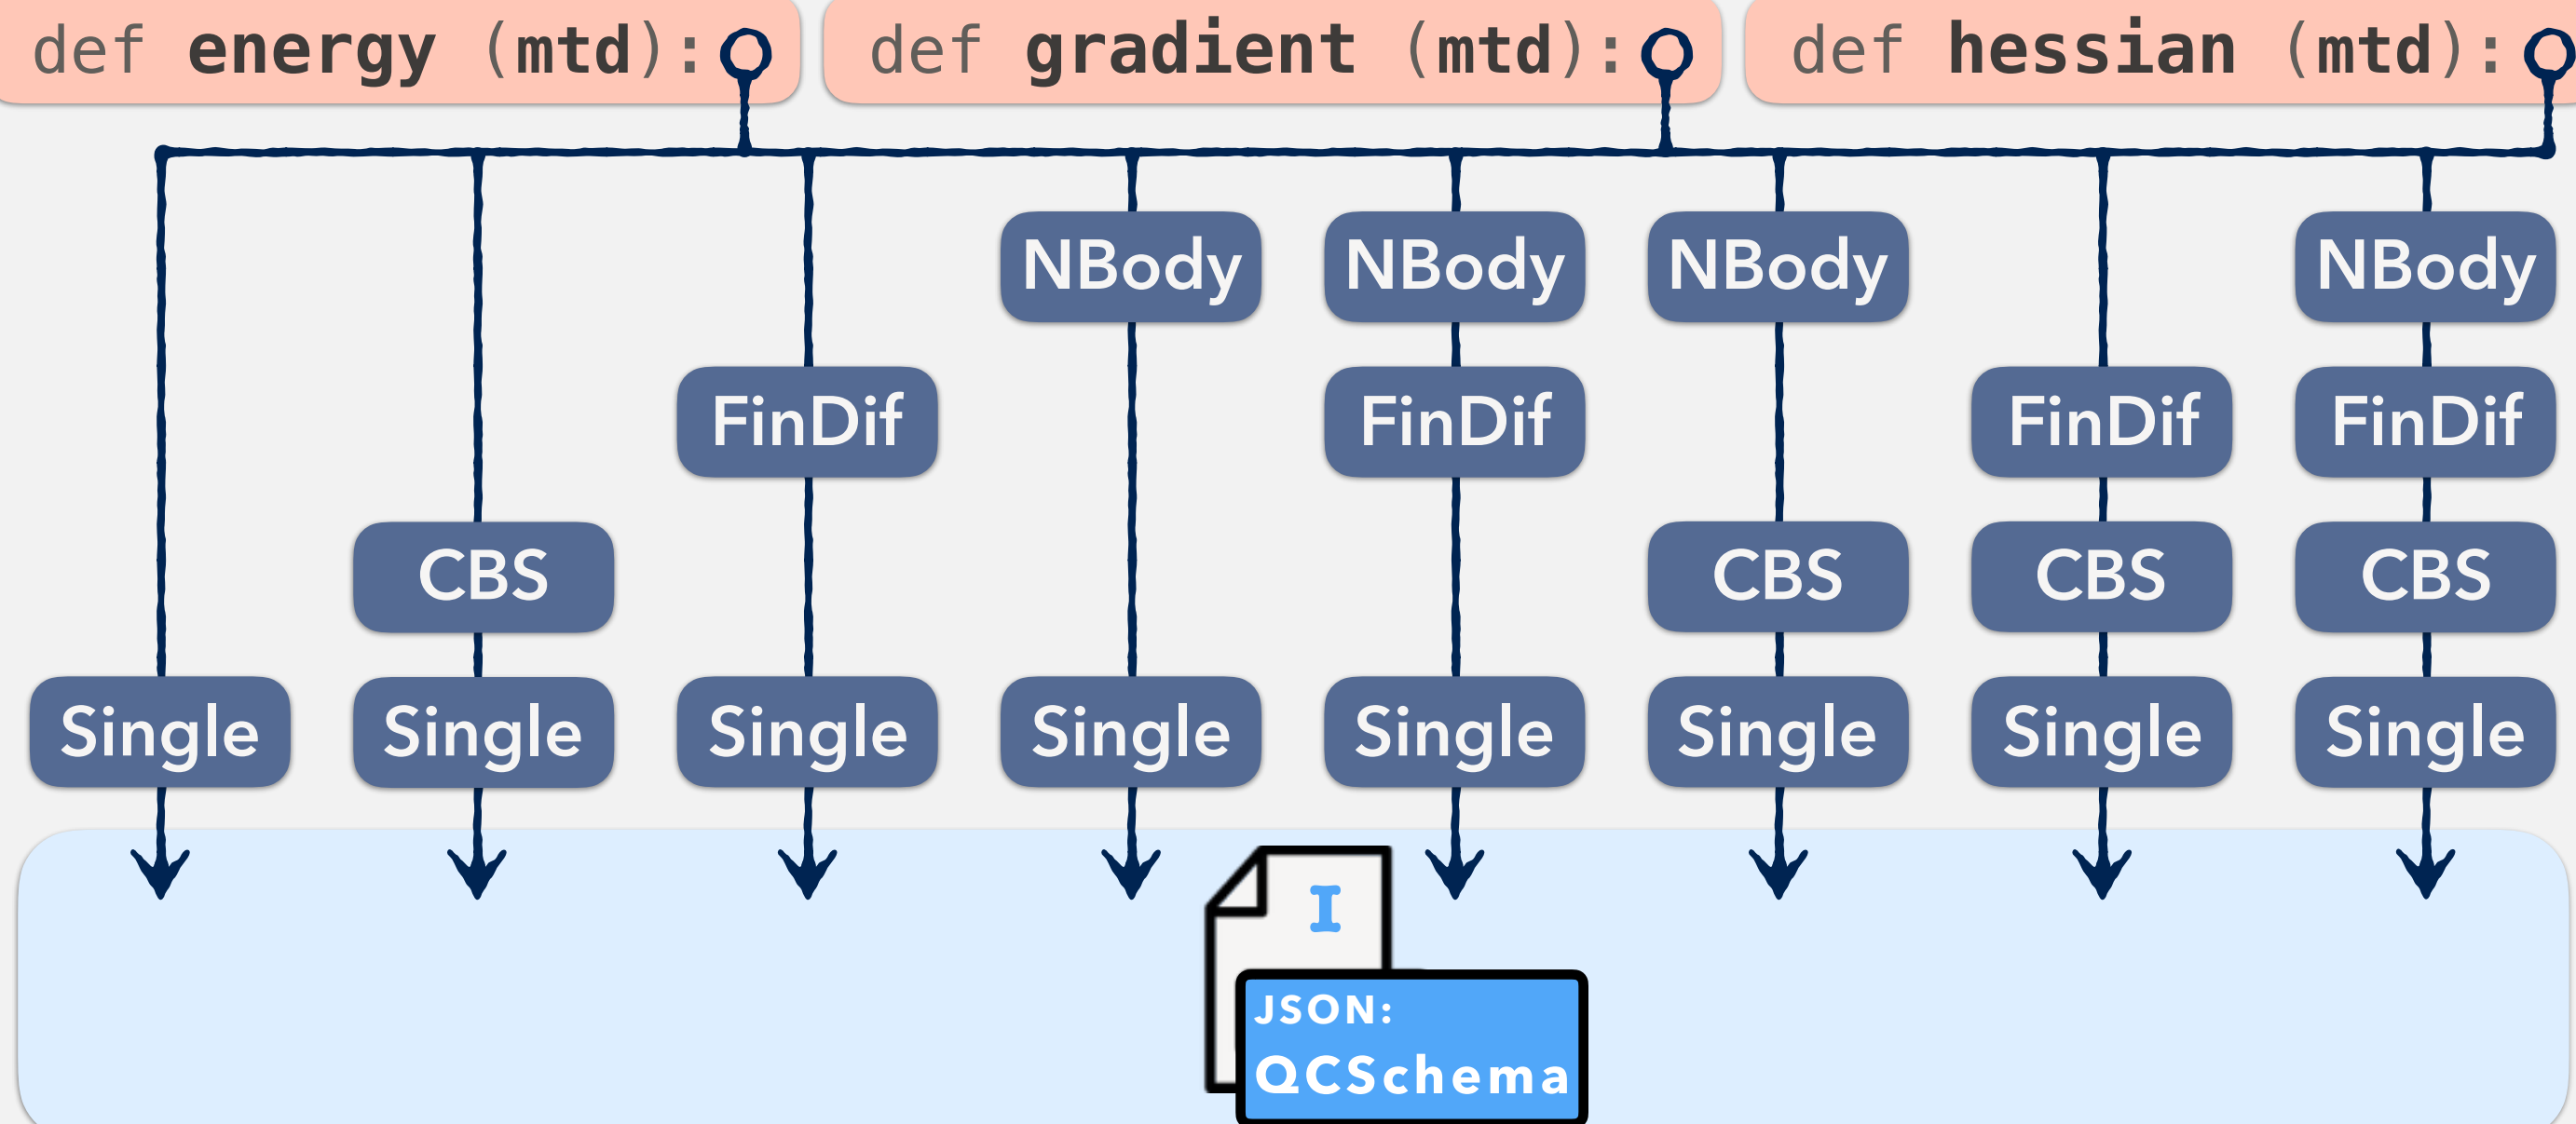 def energy (mtd):
def gradient (mtd):
def hessian (mtd):
NBody NBody NBody NBody
FinDif FinDif FinDif FinDif
CBS CBS CBS CBS
Single Single Single Single Single Single Single Single
I
JSON:
QCSchema